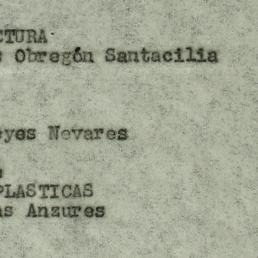 CTURA
s Obregón Santacilia
eyes Nevares
PLASTICAS
as Anzures